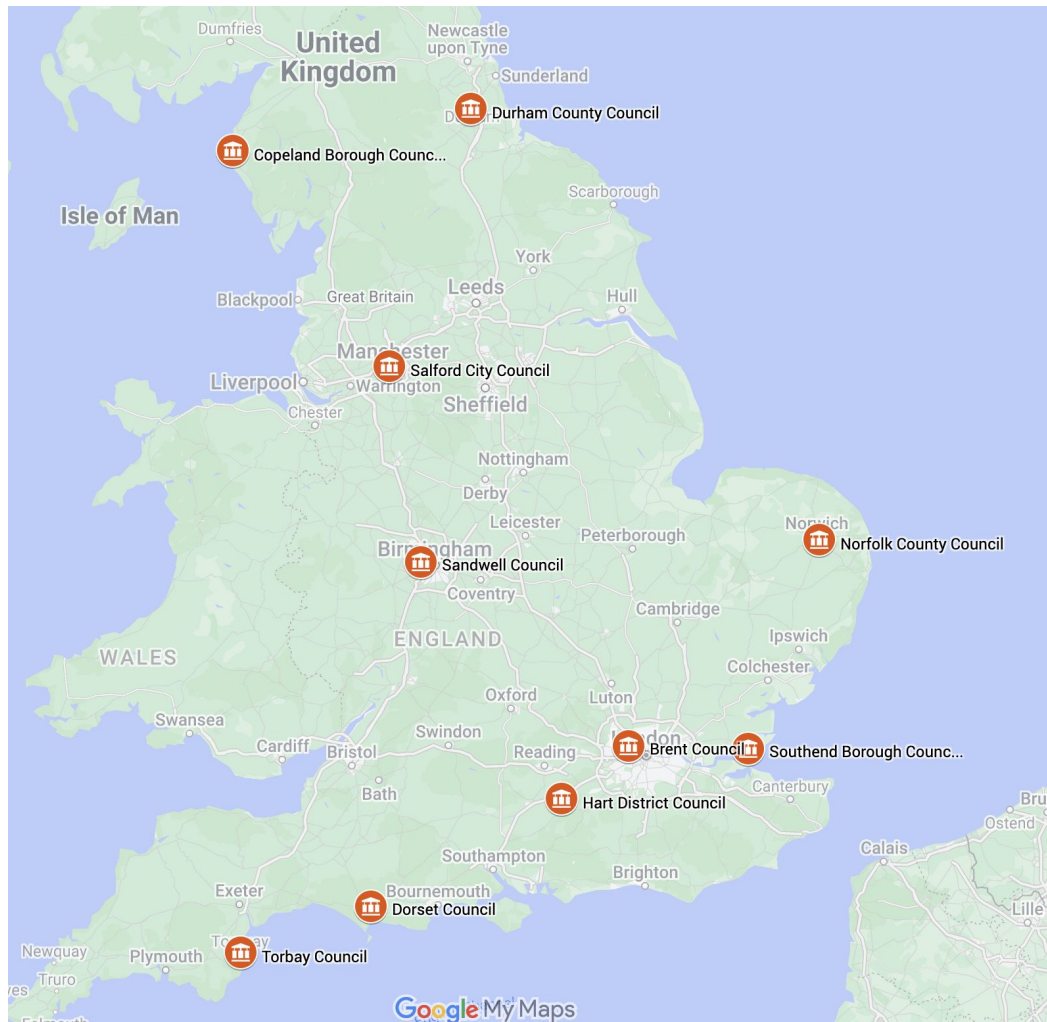 Dumfries
United
Kingdom
Newcastle
upon Tyne
Sunderland
Durham County Council
Copeland Borough Counc...
Scarborough
Isle of Man
York
Leeds
Blackpool
Great Britain
Hull
Manchester
Salford City Council
Liverpool
Warrington
Sheffield
Chester
Nottingham
Derby
Leicester
Peterborough
Norwich
Norfolk County Council
Birmingham
Sandwell Council
Coventry
Cambridge
ENGLAND
WALES
Ipswich
Colchester
Oxford
Luton
Swansea
Cardiff
Bristol
Swindon
Reading
London
Brent Council
Southend Borough Counc...
Bath
Canterbury
Hart District Council
Bru
Ostend
Calais
Southampton
Brighton
Exeter
Bournemouth
Dorset Council
Lille
Newquay
Plymouth
Torbay Council
Truro
Google My Maps